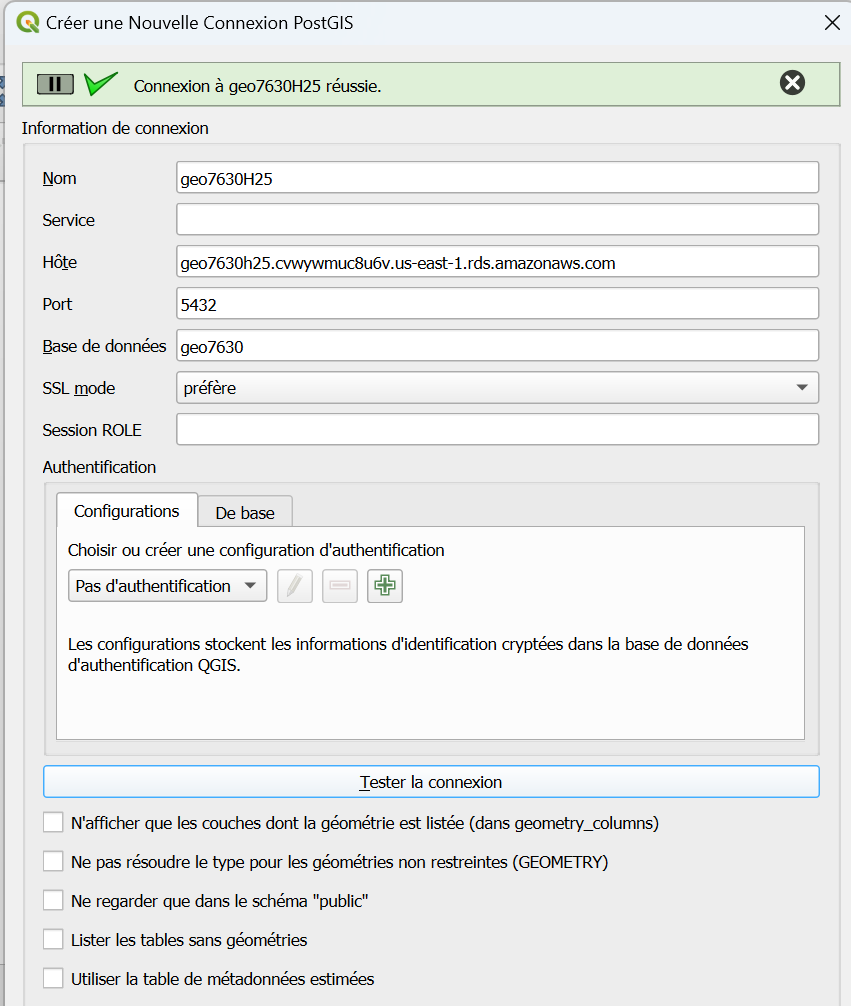 Créer une Nouvelle Connexion PostGIS
Connexion à geo7630H25 réussie.
Information de connexion
Nom
geo7630H25
Service
Hôte
geo7630h25.cvwywmuc8u6v.us-east-1.rds.amazonaws.com
Port
5432
Base de données
geo7630
SSL mode
préfère
Session ROLE
Authentification
Configurations
De base
Choisir ou créer une configuration d'authentification
Pas d'authentification
Les configurations stockent les informations d'identification cryptées dans la base de données
d'authentification QGIS.
Tester la connexion
N'afficher que les couches dont la géométrie est listée (dans geometry_columns)
Ne pas résoudre le type pour les géométries non restreintes (GEOMETRY)
Ne regarder que dans le schéma "public"
Lister les tables sans géométries
Utiliser la table de métadonnées estimées